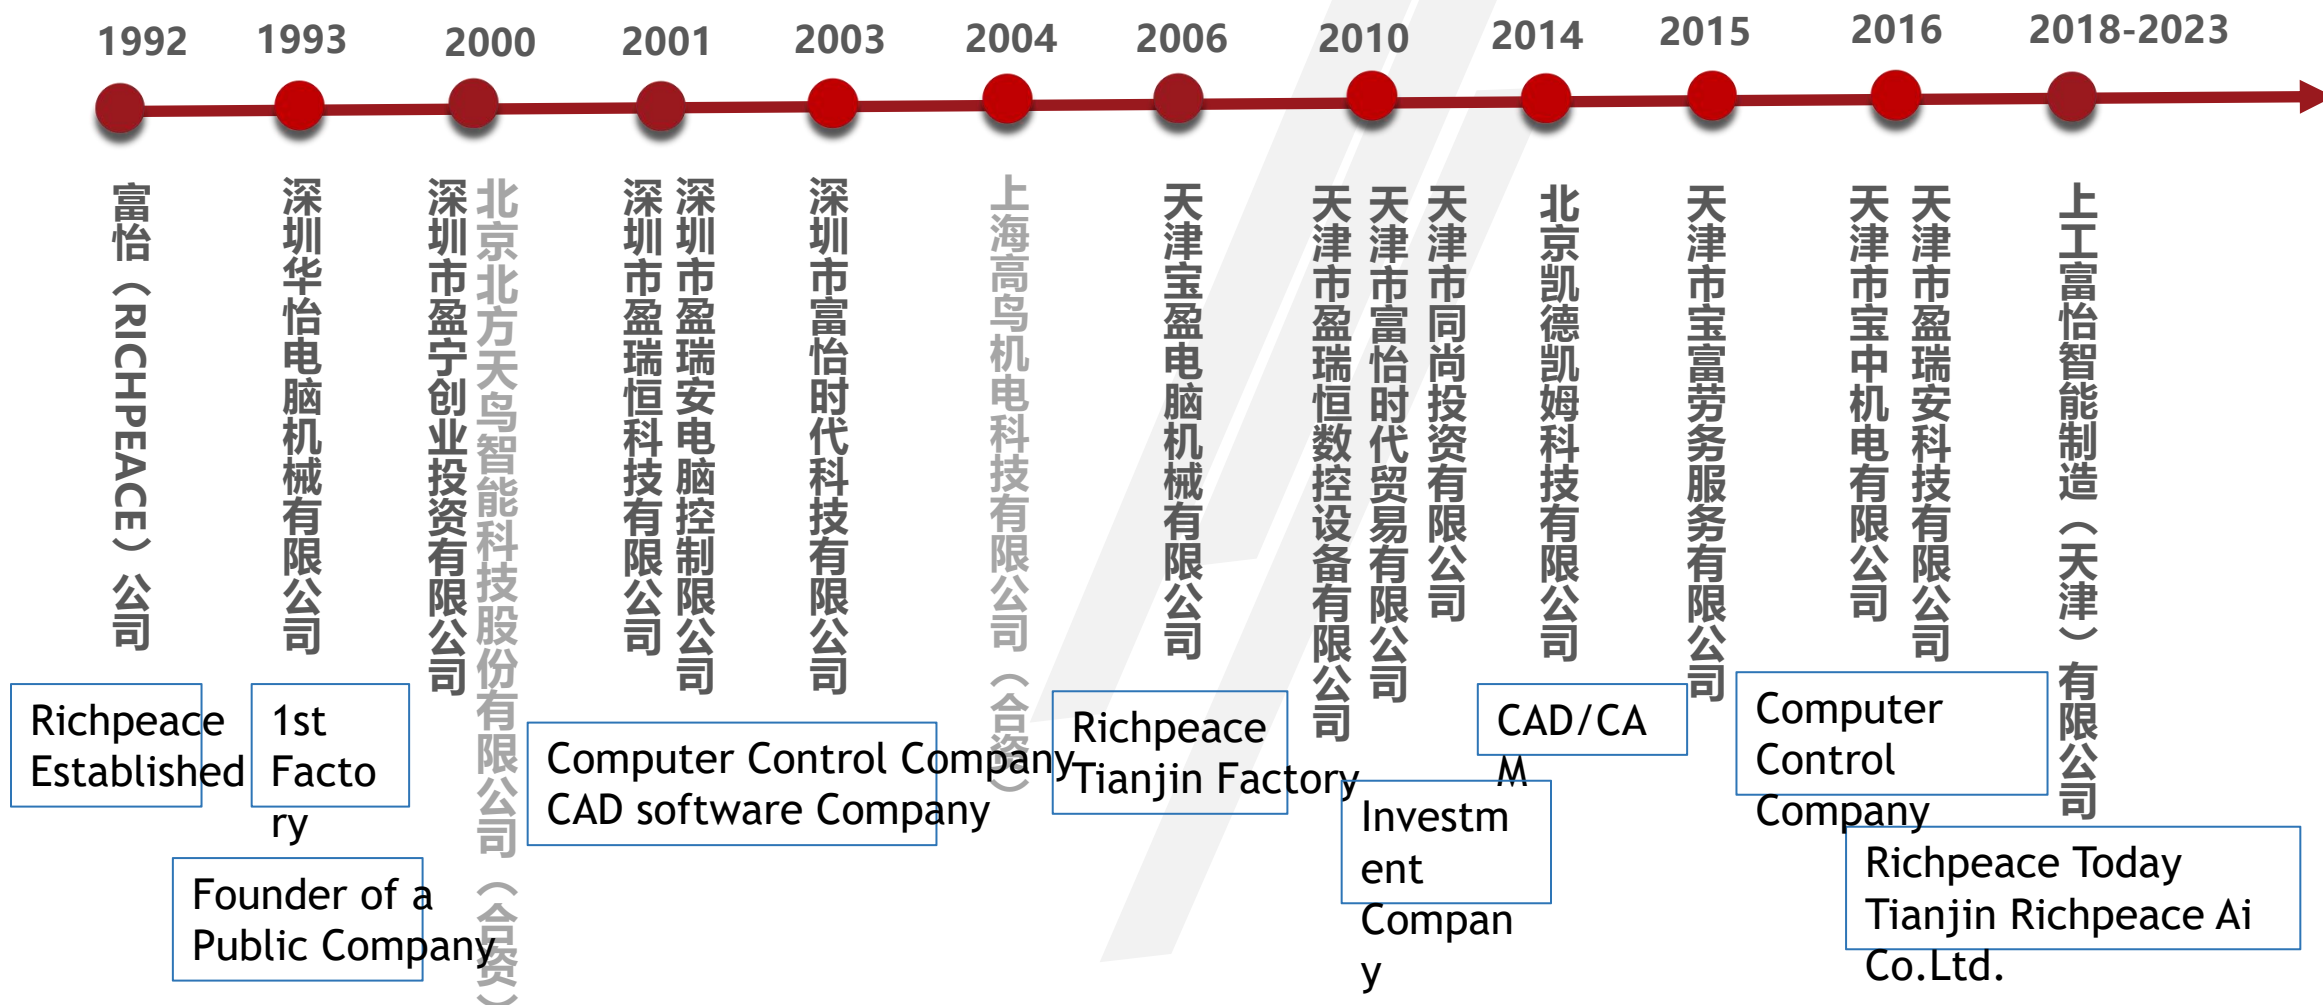 1992
1993
2000
2001
2003
2004
2006
2010
2014
2015
2016
2018-2023
富怡（RICHPEACE）公司
深圳华怡电脑机械有限公司
深圳市盈宁创业投资有限公司
北京北方天鸟智能科技股份有限公司（合资）
深圳市盈瑞恒科技有限公司
深圳市盈瑞安电脑控制限公司
深圳市富怡时代科技有限公司
上海高鸟机电科技有限公司（合资）
天津宝盈电脑机械有限公司
天津市盈瑞恒数控设备有限公司
天津市富怡时代贸易有限公司
天津市同尚投资有限公司
北京凯德凯姆科技有限公司
天津市宝富劳务服务有限公司
天津市宝中机电有限公司
天津市盈瑞安科技有限公司
上工富怡智能制造（天津）有限公司
Richpeace
Established
1st
Facto
ry
Founder of a
Public Company
Computer Control Company
CAD software Company
Richpeace
Tianjin Factory
Investm
ent
Compan
y
CAD/CA
M
Computer
Control
Company
Richpeace Today
Tianjin Richpeace Ai
Co.Ltd.